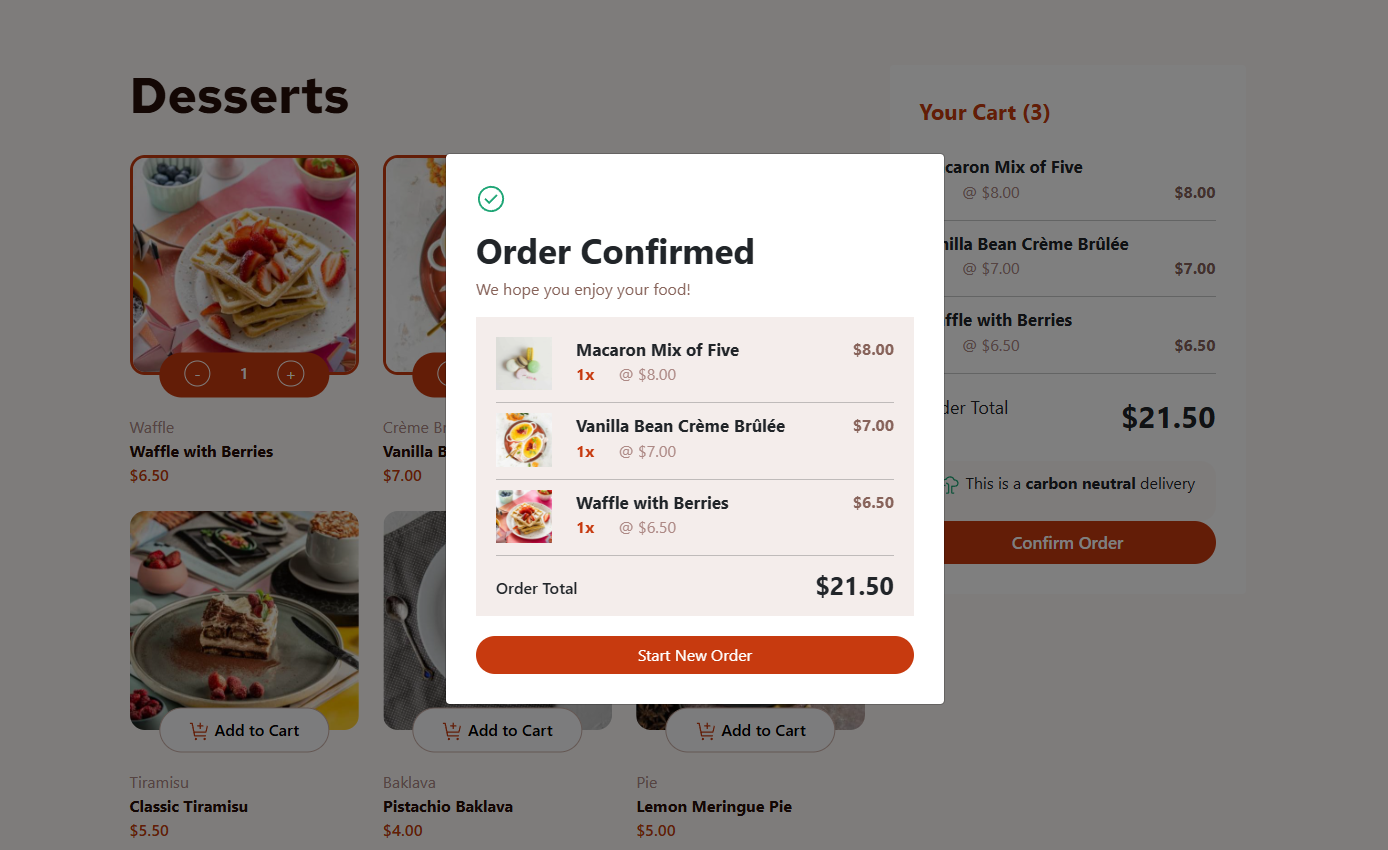 Desserts
- 1 +
Waffle
Waffle with Berries
$6.50
Crème Br
Vanilla B
$7.00
Add to Cart
Tiramisu
Classic Tiramisu
$5.50
Add to Cart
Baklava
Pistachio Baklava
$4.00
Add to Cart
Pie
Lemon Meringue Pie
$5.00
Order Confirmed
We hope you enjoy your food!
Macaron Mix of Five
1x @ $8.00
$8.00
Vanilla Bean Crème Brûlée
1x @ $7.00
$7.00
Waffle with Berries
1x @ $6.50
$6.50
Order Total
$21.50
Start New Order
Your Cart (3)
caron Mix of Five
@ $8.00
$8.00
nilla Bean Crème Brûlée
@ $7.00
$7.00
ffle with Berries
@ $6.50
$6.50
der Total
$21.50
This is a carbon neutral delivery
Confirm Order